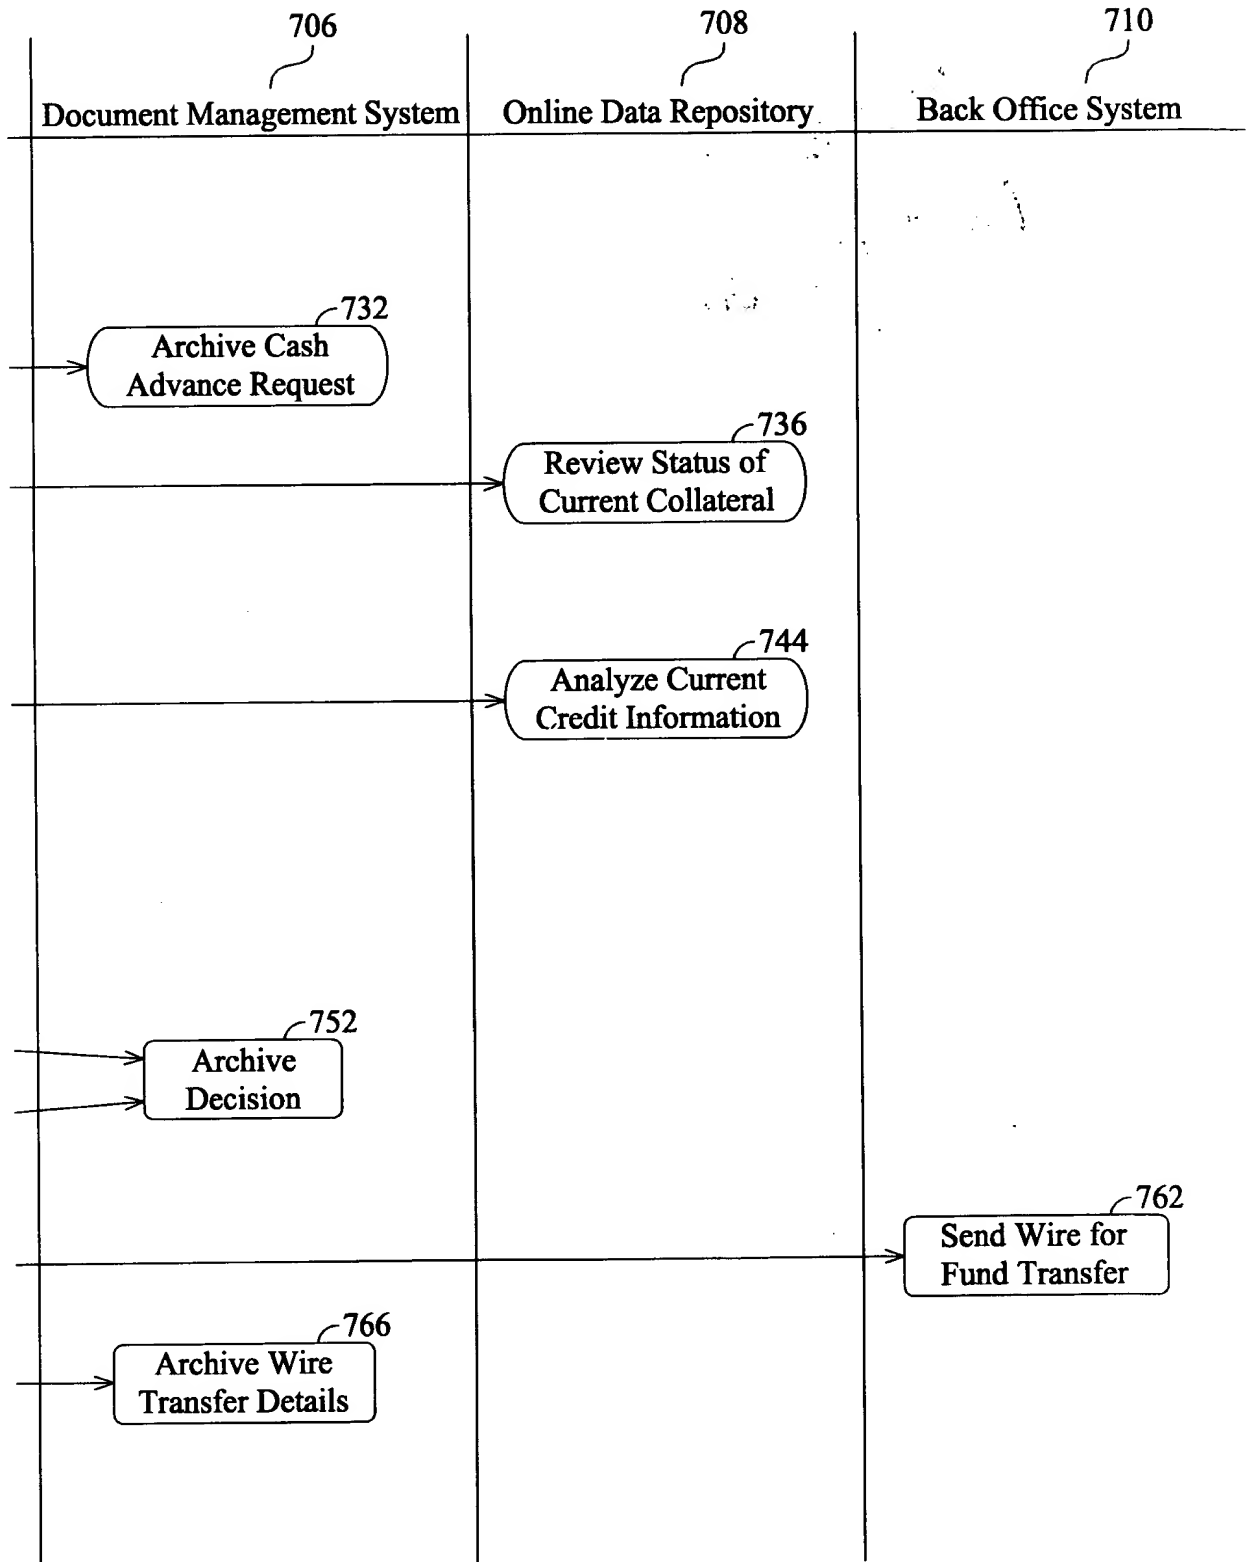 706
708
710
Document Management System
Online Data Repository
Back Office System
732
Archive Cash
Advance Request
736
Review Status of
Current Collateral
744
Analyze Current
Credit Information
752
Archive
Decision
762
Send Wire for
Fund Transfer
766
Archive Wire
Transfer Details